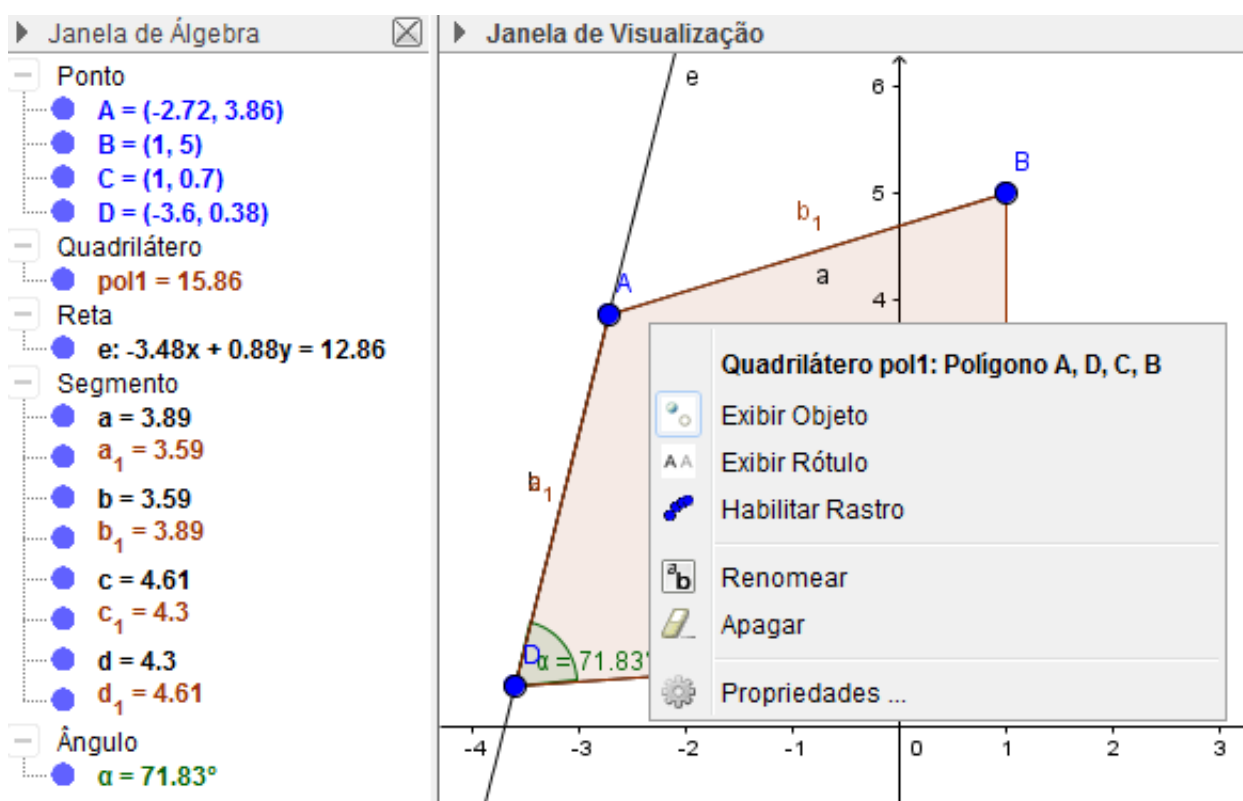 Janela de Álgebra
Ponto
A = (-2.72, 3.86)
B = (1, 5)
C = (1, 0.7)
D = (-3.6, 0.38)
Quadrilátero
pol1 = 15.86
Reta
e: -3.48x + 0.88y = 12.86
Segmento
a = 3.89
a₁ = 3.59
b = 3.59
b₁ = 3.89
c = 4.61
c₁ = 4.3
d = 4.3
d₁ = 4.61
Ângulo
α = 71.83°
Janela de Visualização
e
6
B
5
b₁
a
A
4
Quadrilátero pol1: Polígono A, D, C, B
Exibir Objeto
AA Exibir Rótulo
Habilitar Rastro
ab Renomear
Apagar
Propriedades ...
D
α = 71.83°
-4 -3 -2 -1 0 1 2 3